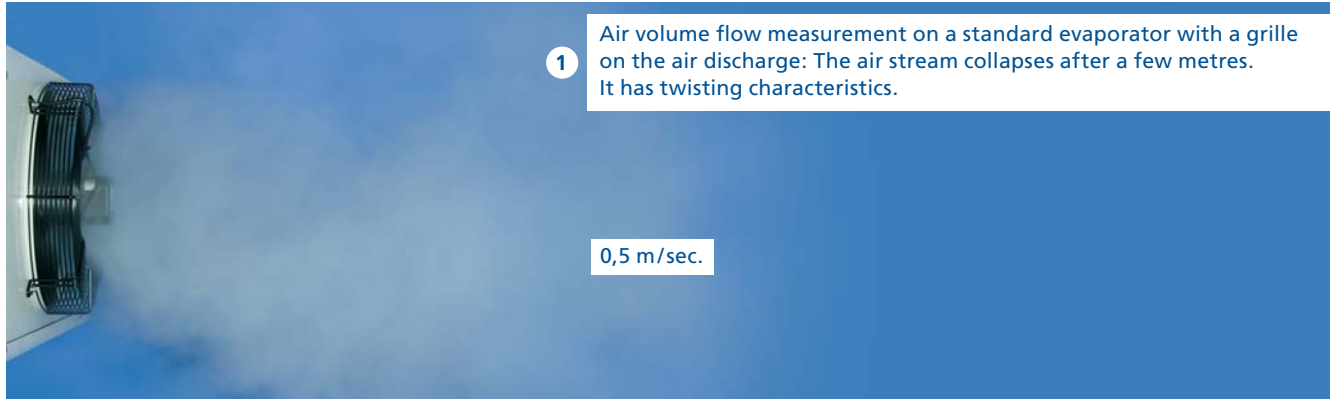 1
Air volume flow measurement on a standard evaporator with a grille
on the air discharge: The air stream collapses after a few metres.
It has twisting characteristics.
0,5 m/sec.